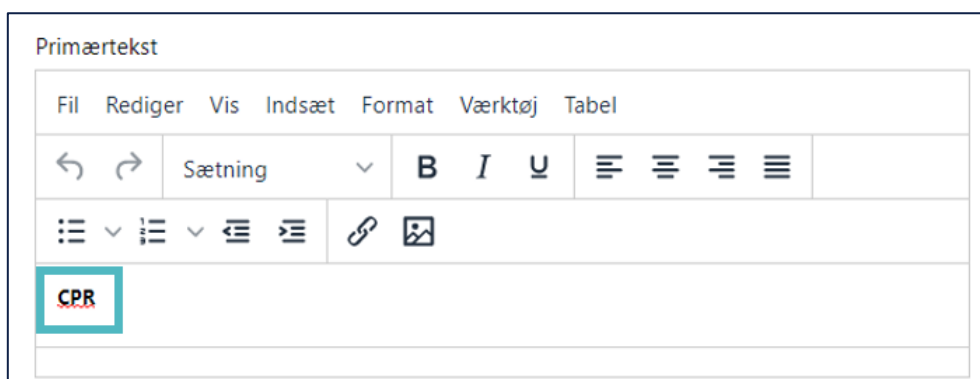 Primærtekst
Fil Rediger Vis Indsæt Format Værktøj Tabel
Sætning B I U
CPR